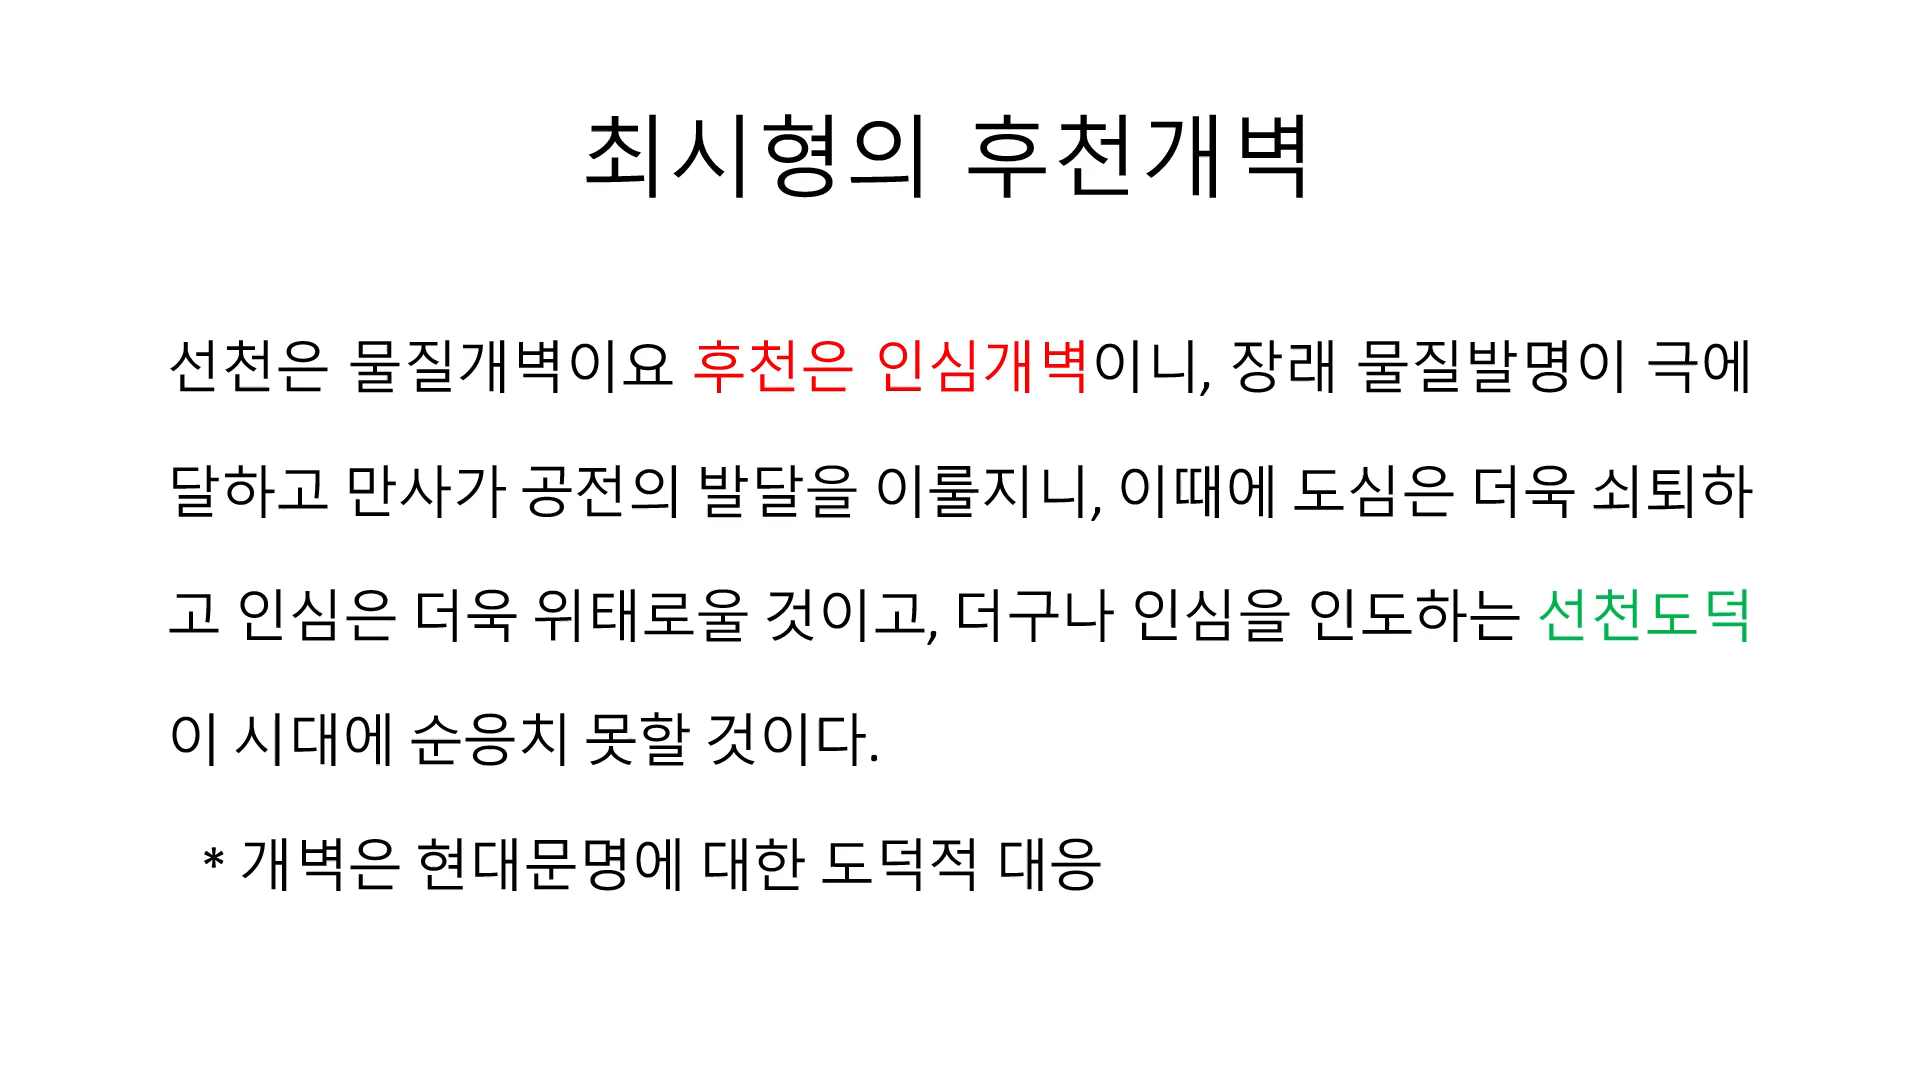 최시형의 후천개벽
선천은 물질개벽이요 후천은 인심개벽이니, 장래 물질발명이 극에
달하고 만사가 공전의 발달을 이룰지니, 이때에 도심은 더욱 쇠퇴하
고 인심은 더욱 위태로울 것이고, 더구나 인심을 인도하는 선천도덕
이 시대에 순응치 못할 것이다.
* 개벽은 현대문명에 대한 도덕적 대응